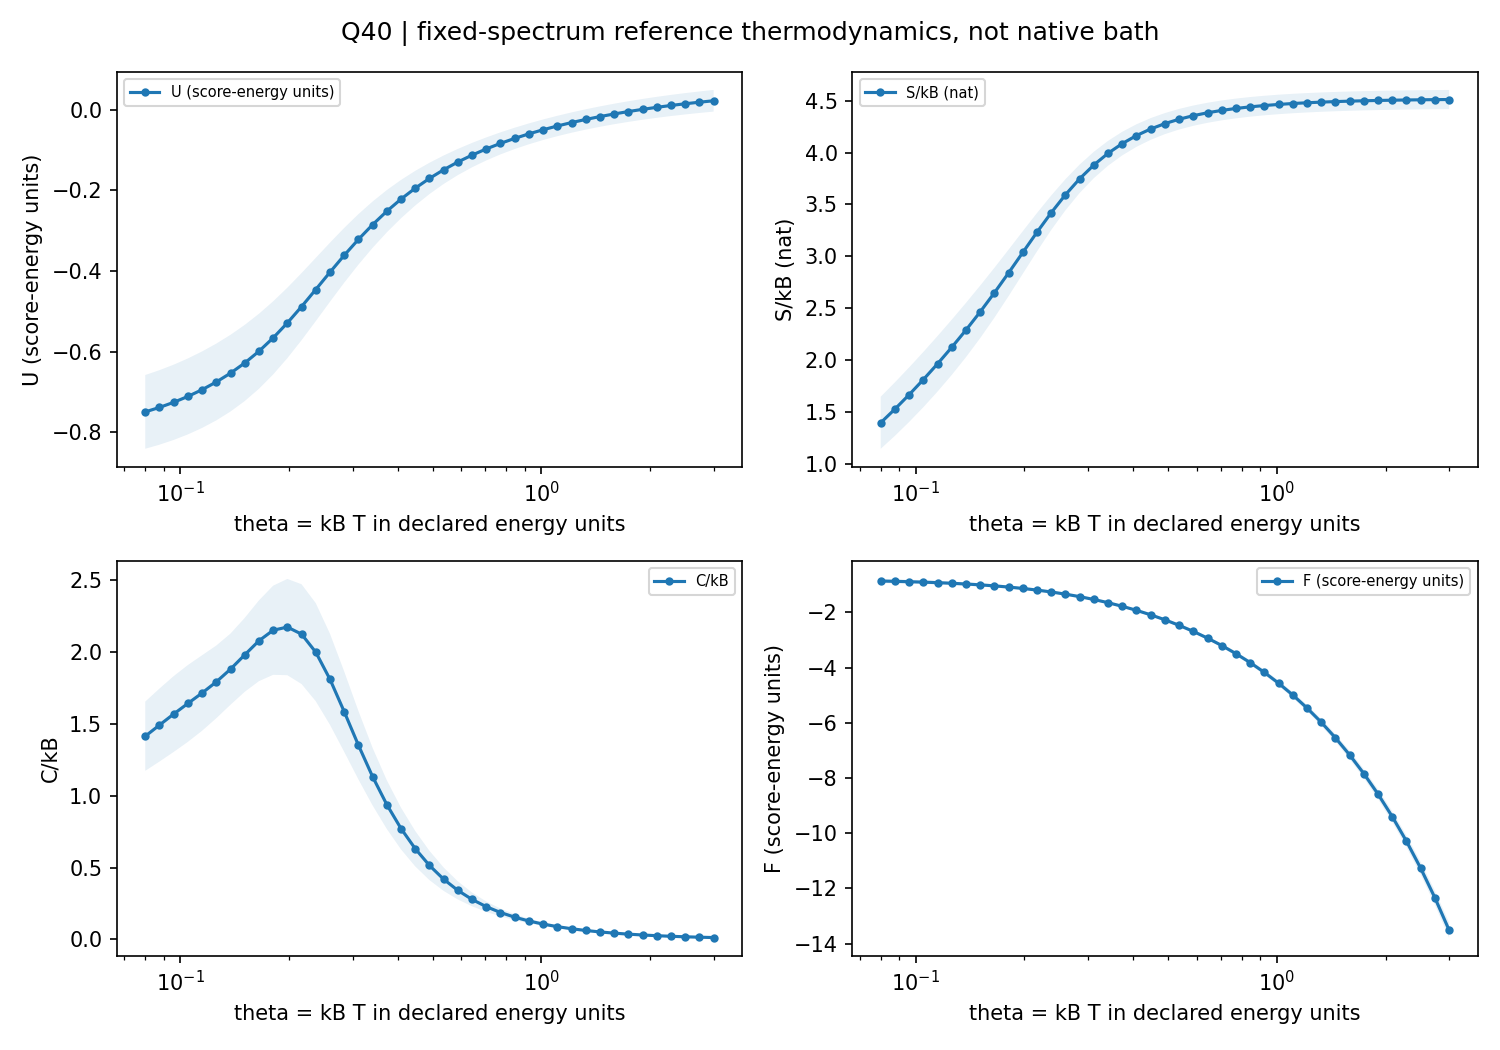 Q40 | fixed-spectrum reference thermodynamics, not native bath
U (score-energy units)
U (score-energy units)
0.0
−0.2
−0.4
−0.6
−0.8
10⁻¹
10⁰
theta = kB T in declared energy units
S/kB (nat)
S/kB (nat)
4.5
4.0
3.5
3.0
2.5
2.0
1.5
1.0
10⁻¹
10⁰
theta = kB T in declared energy units
C/kB
C/kB
2.5
2.0
1.5
1.0
0.5
0.0
10⁻¹
10⁰
theta = kB T in declared energy units
F (score-energy units)
F (score-energy units)
−2
−4
−6
−8
−10
−12
−14
10⁻¹
10⁰
theta = kB T in declared energy units